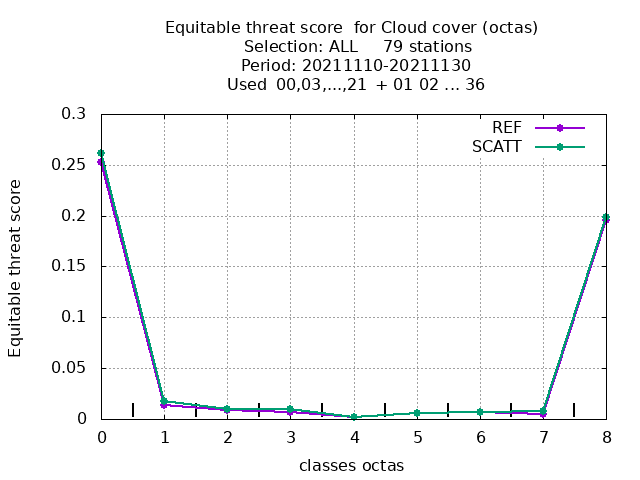 Equitable threat score  for Cloud cover (octas)
Selection: ALL     79 stations
Period: 20211110-20211130
Used  00,03,...,21  + 01 02 ... 36
REF
SCATT
Equitable threat score
0.3
0.25
0.2
0.15
0.1
0.05
0
0 1 2 3 4 5 6 7 8
classes octas